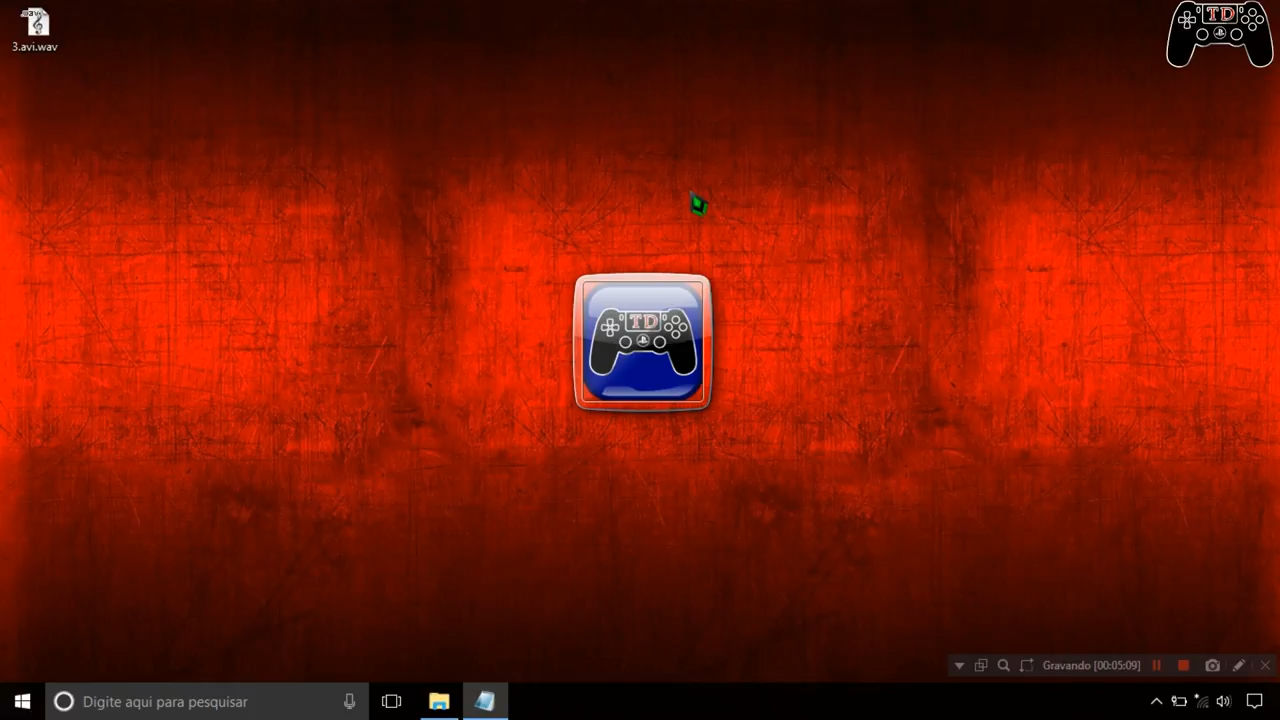 3.avi.wav
TD
TD
Gravando [00:05:09]
Digite aqui para pesquisar